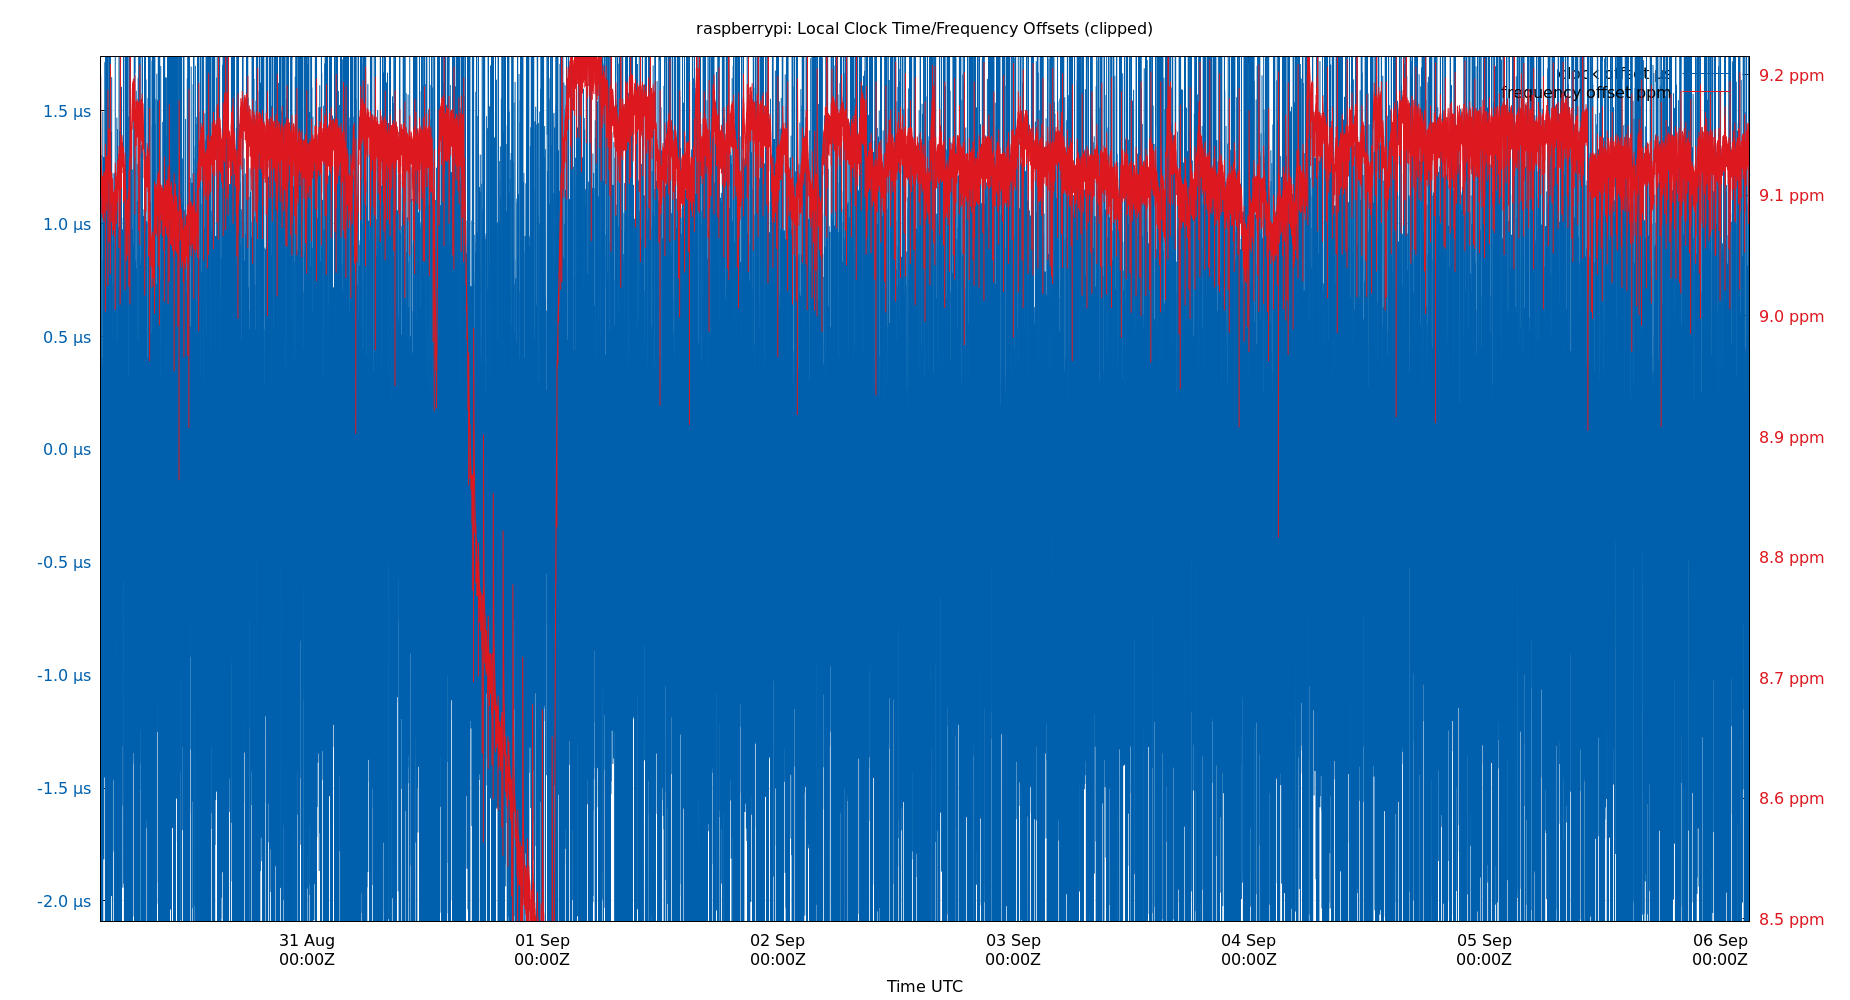 raspberrypi: Local Clock Time/Frequency Offsets (clipped)
clock offset µs
frequency offset ppm
1.5 µs
1.0 µs
0.5 µs
0.0 µs
-0.5 µs
-1.0 µs
-1.5 µs
-2.0 µs
9.2 ppm
9.1 ppm
9.0 ppm
8.9 ppm
8.8 ppm
8.7 ppm
8.6 ppm
8.5 ppm
31 Aug 01 Sep 02 Sep 03 Sep 04 Sep 05 Sep 06 Sep
00:00Z 00:00Z 00:00Z 00:00Z 00:00Z 00:00Z 00:00Z
Time UTC